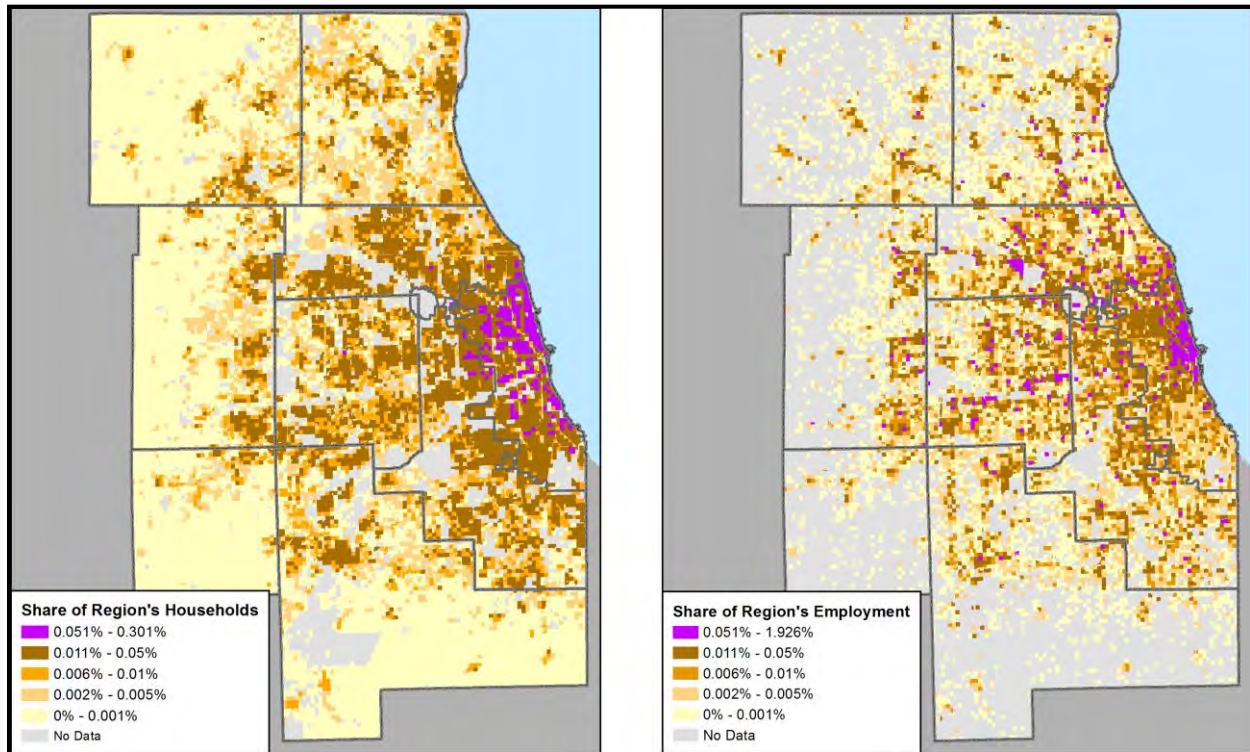 Share of Region's Households
0.051% - 0.301%
0.011% - 0.05%
0.006% - 0.01%
0.002% - 0.005%
0% - 0.001%
No Data
Share of Region's Employment
0.051% - 1.926%
0.011% - 0.05%
0.006% - 0.01%
0.002% - 0.005%
0% - 0.001%
No Data